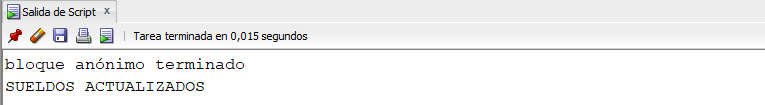 Salida de Script x
Tarea terminada en 0,015 segundos
bloque anónimo terminado
SUELDOS ACTUALIZADOS